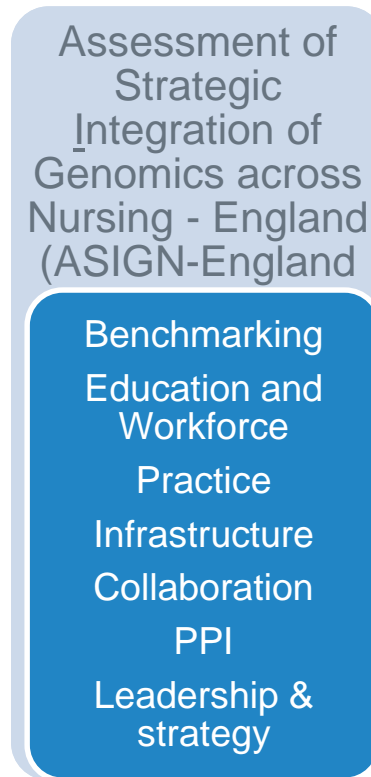 Assessment of
Strategic
Integration of
Genomics across
Nursing - England
(ASIGN-England
Benchmarking
Education and
Workforce
Practice
Infrastructure
Collaboration
PPI
Leadership &
strategy